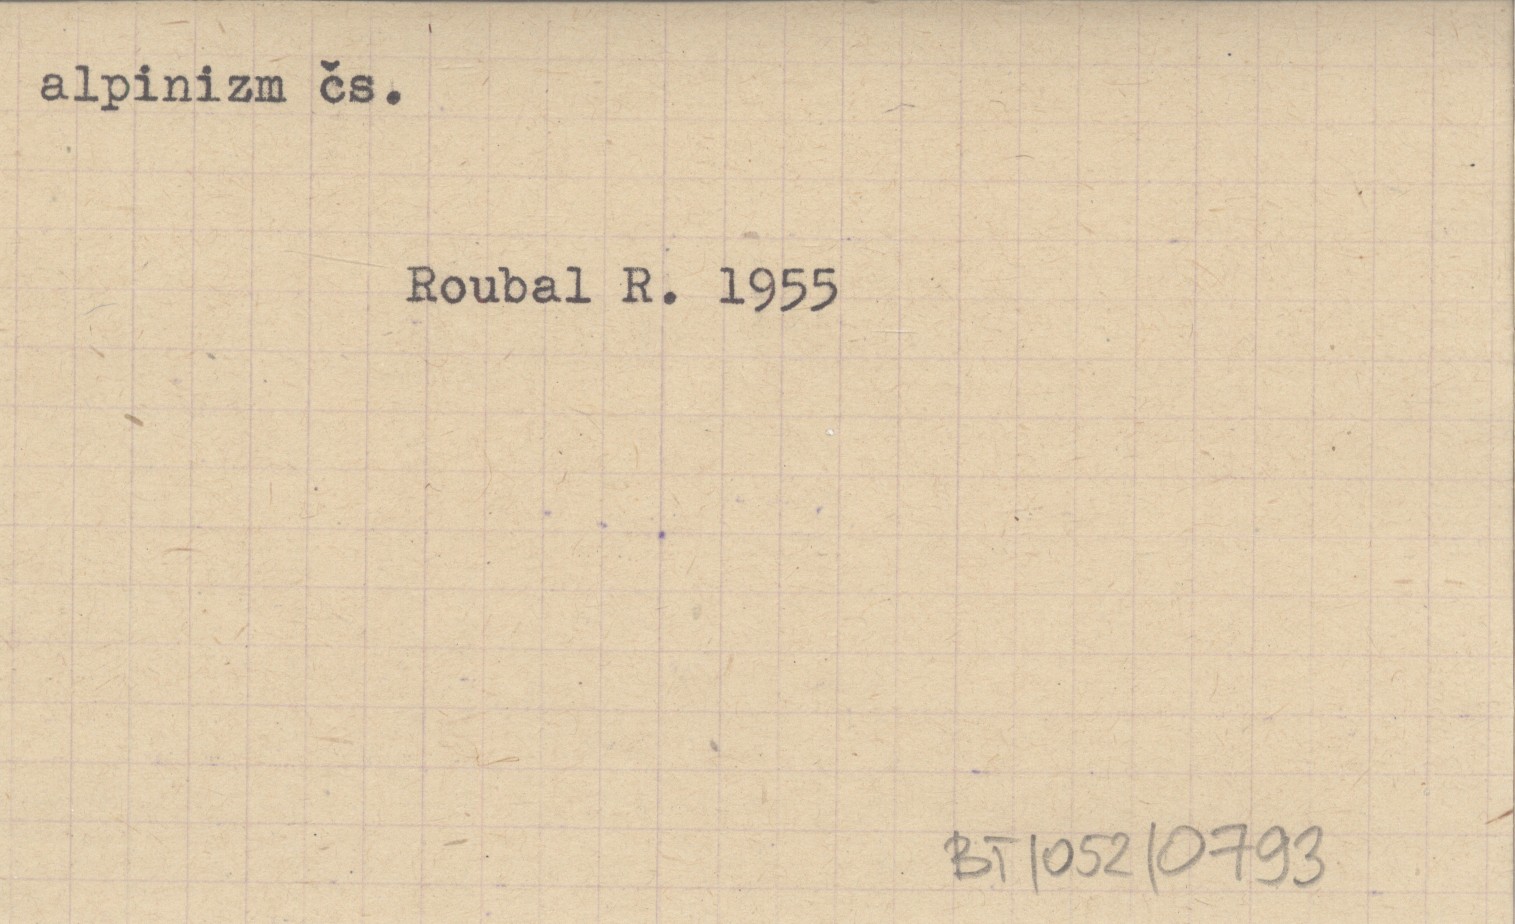 alpinizm čs.
Roubal R. 1955
BT/052/0793